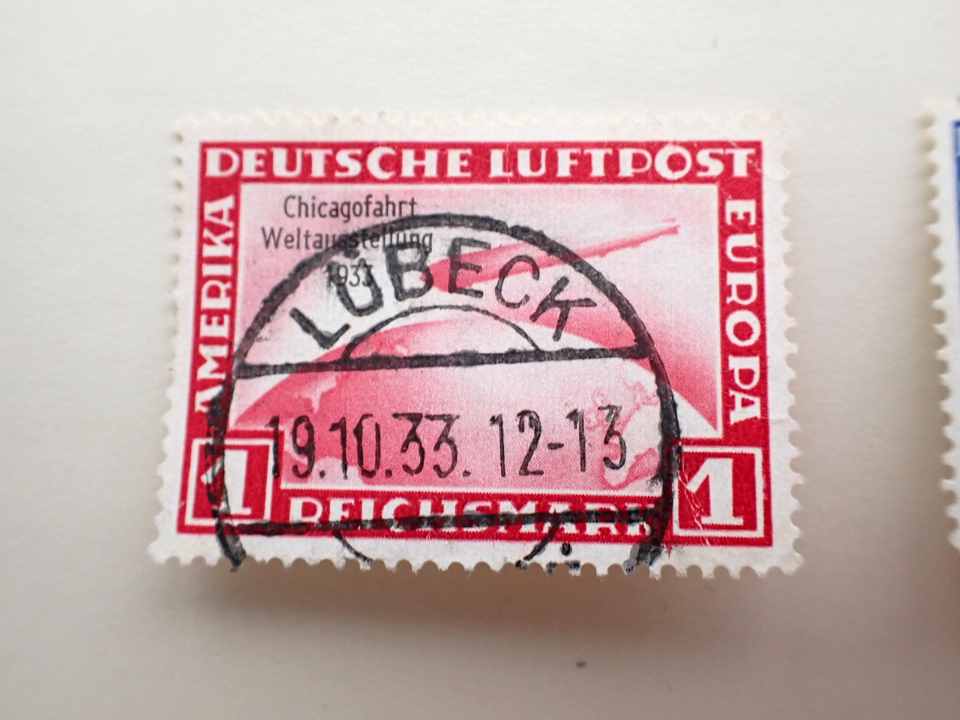 DEUTSCHE LUFTPOST
AMERIKA
EUROPA
Chicagofahrt
Weltausstellung
1933
LÜBECK
19.10.33. 12-13
1
REICHSMARK
1